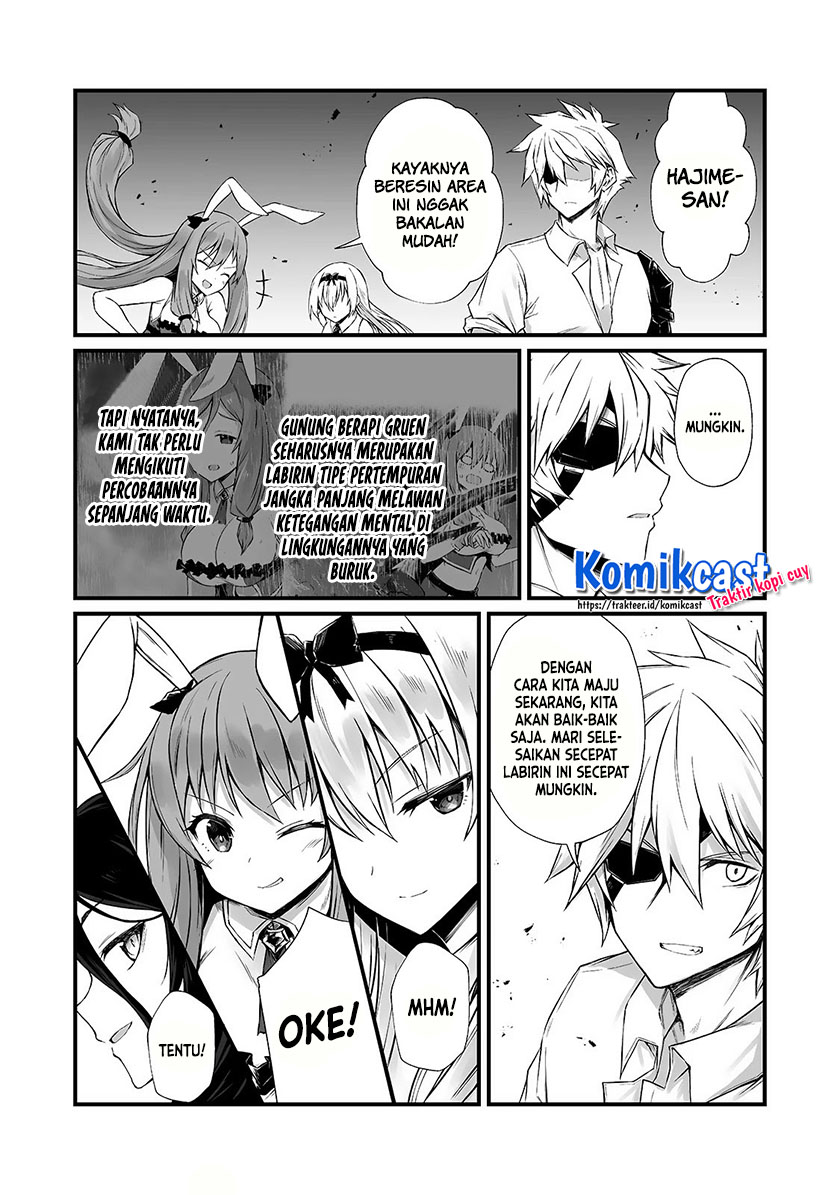 HAJIME-
SAN!
KAYAKNYA
BERESIN AREA
INI NGGAK
BAKALAN
MUDAH!
...
MUNGKIN.
GUNUNG BERAPI GRUEN
SEHARUSNYA MERUPAKAN
LABIRIN TIPE PERTEMPURAN
JANGKA PANJANG MELAWAN
KETEGANGAN MENTAL DI
LINGKUNGANNYA YANG
BURUK.
TAPI NYATANYA,
KAMI TAK PERLU
MENGIKUTI
PERCOBAANNYA
SEPANJANG WAKTU.
Komikcast
Traktir kopi cuy
https://trakteer.id/komikcast
DENGAN
CARA KITA MAJU
SEKARANG, KITA
AKAN BAIK-BAIK
SAJA. MARI SELE-
SAIKAN SECEPAT
LABIRIN INI SECEPAT
MUNGKIN.
MHM!
OKE!
TENTU!